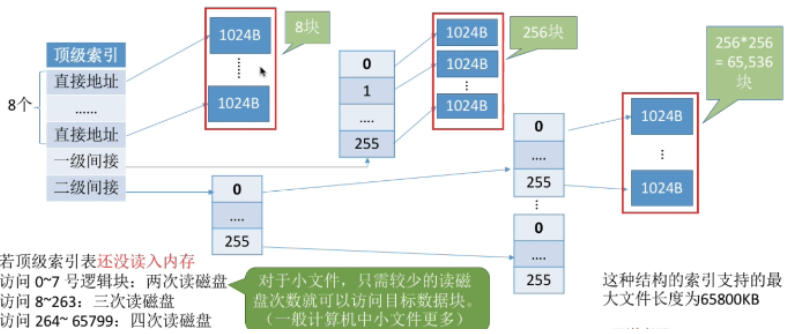 1024B
8块
1024B
顶级索引
直接地址
......
直接地址
一级间接
二级间接
8个
0
1
....
255
1024B
1024B
1024B
256块
256*256
= 65,536
块
0
....
255
0
....
255
0
....
255
1024B
1024B
若顶级索引表还没读入内存
访问 0~7 号逻辑块：两次读磁盘
访问 8~263：三次读磁盘
访问 264~ 65799：四次读磁盘
对于小文件，只需较少的读磁
盘次数就可以访问目标数据块。
（一般计算机中小文件更多）
这种结构的索引支持的最
大文件长度为65800KB